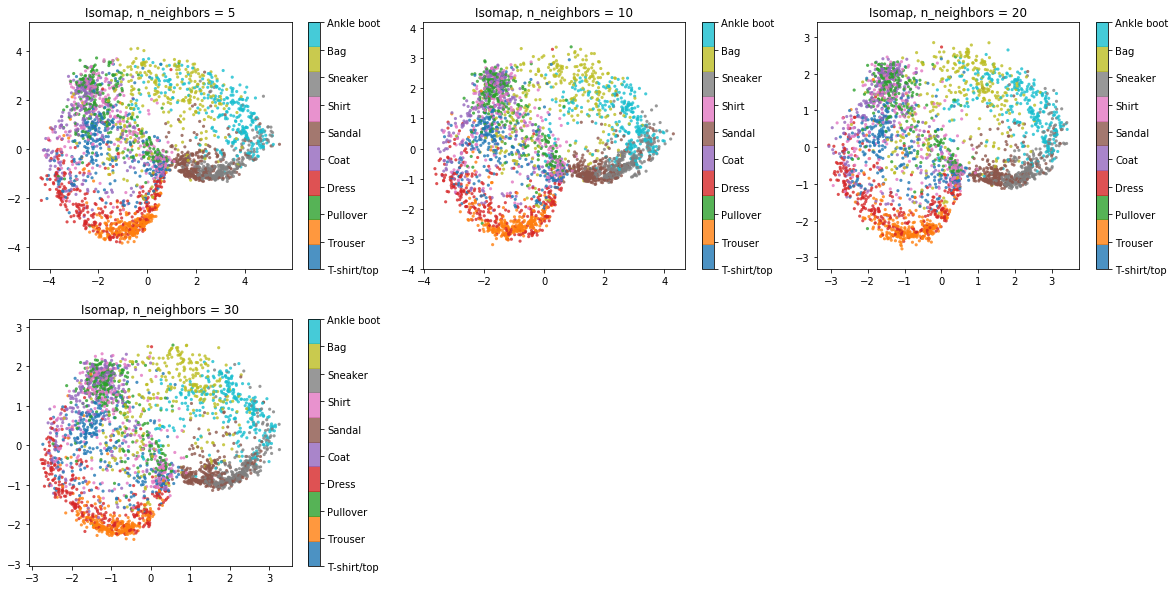 Isomap, n_neighbors = 5
4
2
0
−2
−4
−4
−2
0
2
4
Ankle boot
Bag
Sneaker
Shirt
Sandal
Coat
Dress
Pullover
Trouser
T-shirt/top
Isomap, n_neighbors = 10
4
3
2
1
0
−1
−2
−3
−4
−4
−2
0
2
4
Ankle boot
Bag
Sneaker
Shirt
Sandal
Coat
Dress
Pullover
Trouser
T-shirt/top
Isomap, n_neighbors = 20
3
2
1
0
−1
−2
−3
−3
−2
−1
0
1
2
3
Ankle boot
Bag
Sneaker
Shirt
Sandal
Coat
Dress
Pullover
Trouser
T-shirt/top
Isomap, n_neighbors = 30
3
2
1
0
−1
−2
−3
−3
−2
−1
0
1
2
3
Ankle boot
Bag
Sneaker
Shirt
Sandal
Coat
Dress
Pullover
Trouser
T-shirt/top